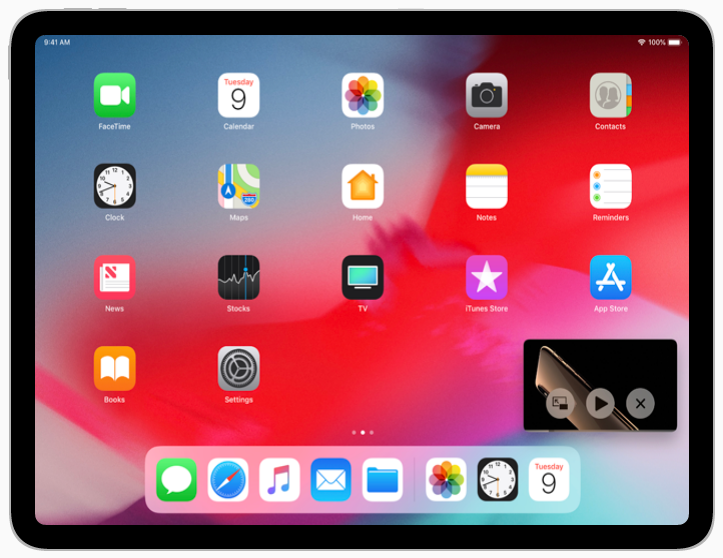 9:41 AM
100%
Tuesday
9
FaceTime
Calendar
Photos
Camera
Contacts
280
Clock
Maps
Home
Notes
Reminders
News
Stocks
TV
iTunes Store
App Store
Books
Settings
Tuesday
9